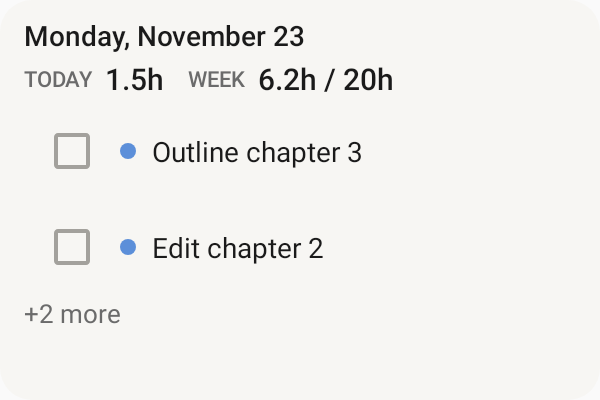 Monday, November 23
TODAY 1.5h WEEK 6.2h / 20h
Outline chapter 3
Edit chapter 2
+2 more